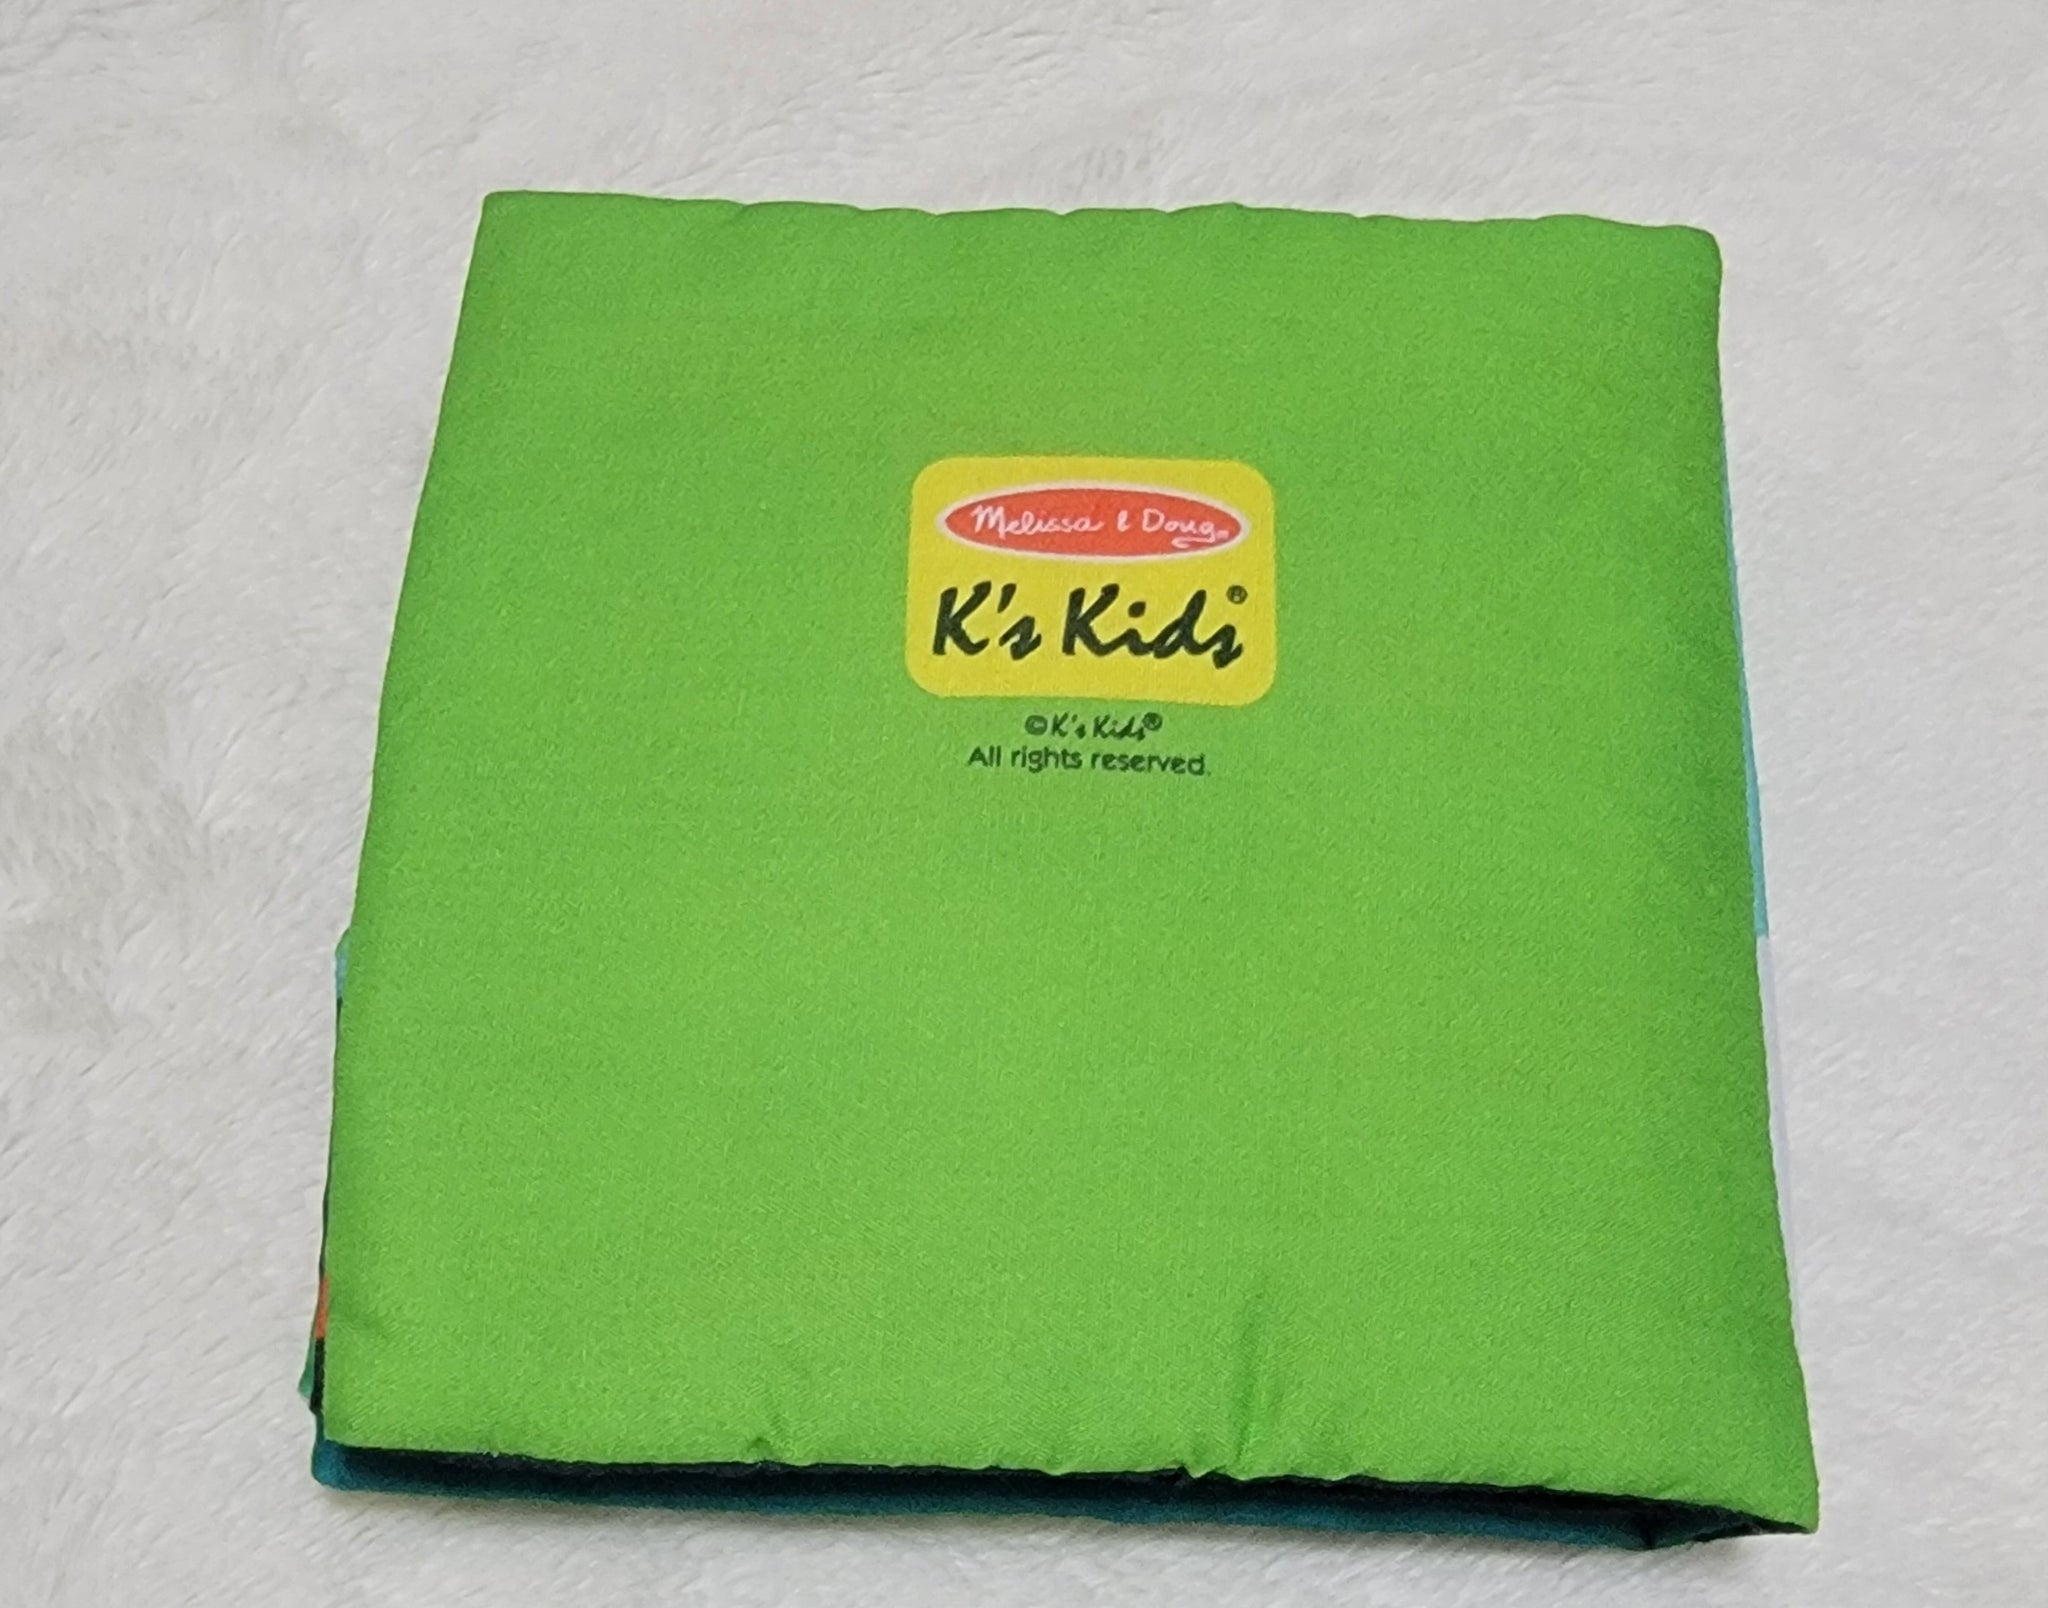 Melissa & Doug®
K's Kids®
©K's Kids®
All rights reserved.